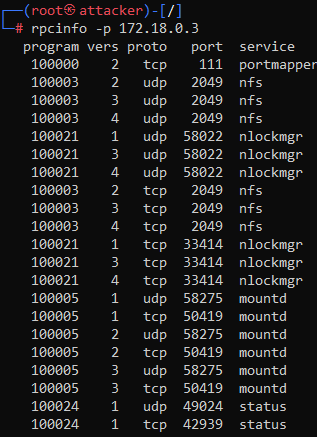 ┌──(root㉿attacker)-[/]
└─# rpcinfo -p 172.18.0.3
program vers proto port service
100000 2 tcp 111 portmapper
100003 2 udp 2049 nfs
100003 3 udp 2049 nfs
100003 4 udp 2049 nfs
100021 1 udp 58022 nlockmgr
100021 3 udp 58022 nlockmgr
100021 4 udp 58022 nlockmgr
100003 2 tcp 2049 nfs
100003 3 tcp 2049 nfs
100003 4 tcp 2049 nfs
100021 1 tcp 33414 nlockmgr
100021 3 tcp 33414 nlockmgr
100021 4 tcp 33414 nlockmgr
100005 1 udp 58275 mountd
100005 1 tcp 50419 mountd
100005 2 udp 58275 mountd
100005 2 tcp 50419 mountd
100005 3 udp 58275 mountd
100005 3 tcp 50419 mountd
100024 1 udp 49024 status
100024 1 tcp 42939 status